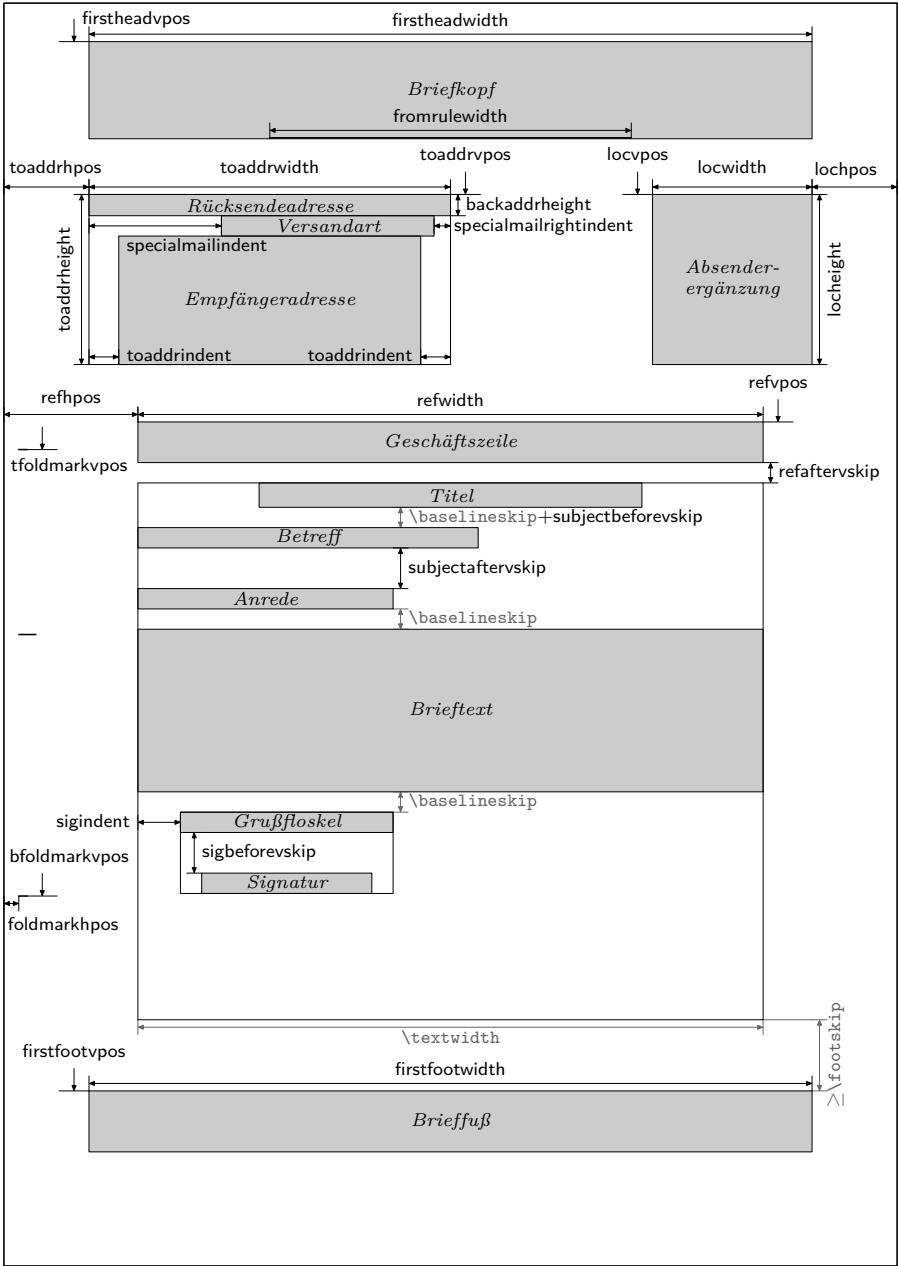 firstheadvpos
firstheadwidth
Briefkopf
fromrulewidth
toaddrhpos
toaddrwidth
toaddrvpos
locvpos
locwidth
lochpos
Rücksendeadresse
backaddrheight
Versandart
specialmailrightindent
specialmailindent
toaddrheight
Empfängeradresse
toaddrindent
toaddrindent
Absender-
ergänzung
locheight
refvpos
refhpos
refwidth
Geschäftszeile
tfoldmarkvpos
refaftervskip
Titel
\baselineskip+subjectbeforevskip
Betreff
subjectaftervskip
Anrede
\baselineskip
Brieftext
\baselineskip
sigindent
Grußfloskel
sigbeforevskip
bfoldmarkvpos
Signatur
foldmarkhpos
\textwidth
≥\footskip
firstfootvpos
firstfootwidth
Brieffuß